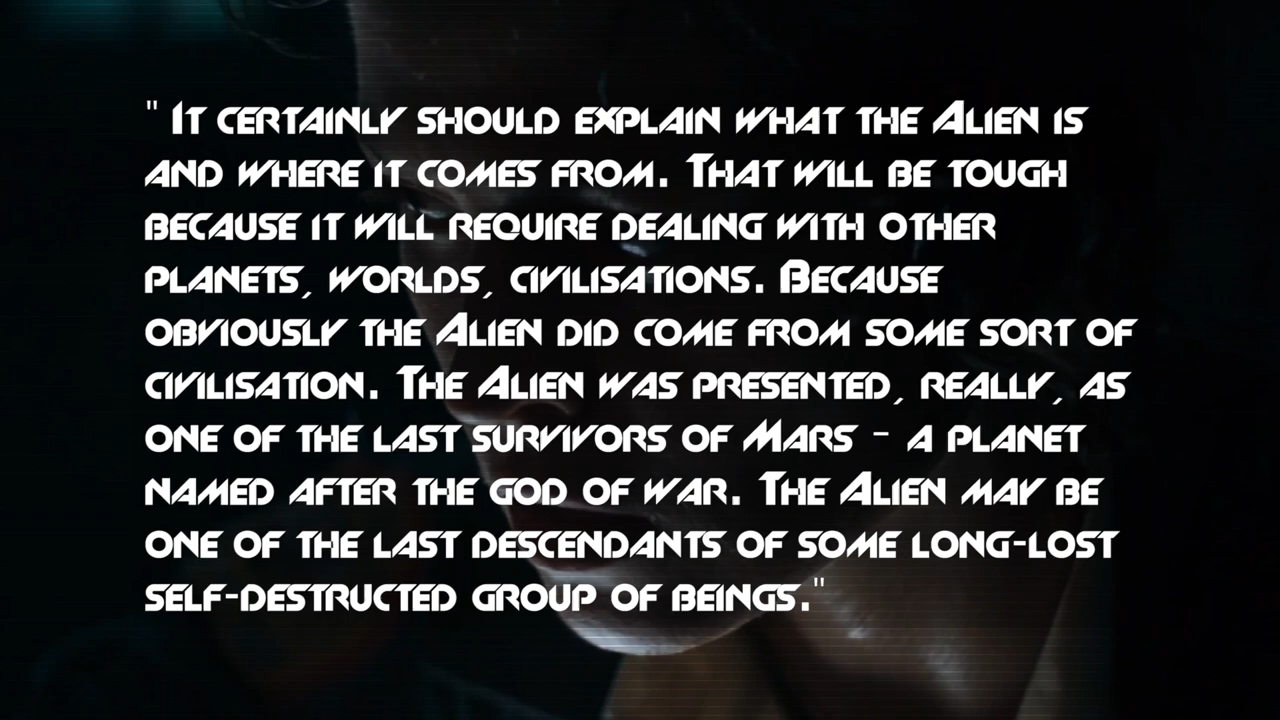 " It certainly should explain what the Alien is
and where it comes from. That will be tough
because it will require dealing with other
planets, worlds, civilisations. Because
obviously the Alien did come from some sort of
civilisation. The Alien was presented, really, as
one of the last survivors of Mars - a planet
named after the god of war. The Alien may be
one of the last descendants of some long-lost
self-destructed group of beings."